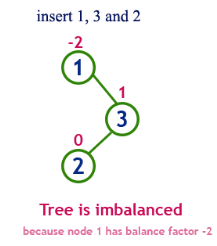 insert 1, 3 and 2
-2
1
1
3
0
2
Tree is imbalanced
because node 1 has balance factor -2